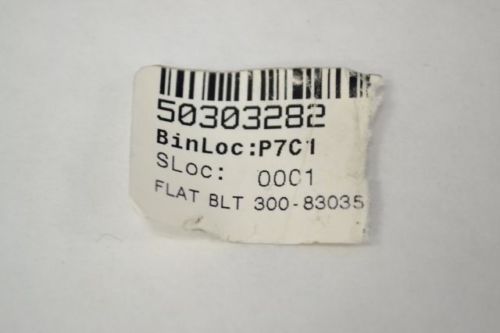 50303282
BinLoc:P7C1
SLoc: 0001
FLAT BLT 300-83035